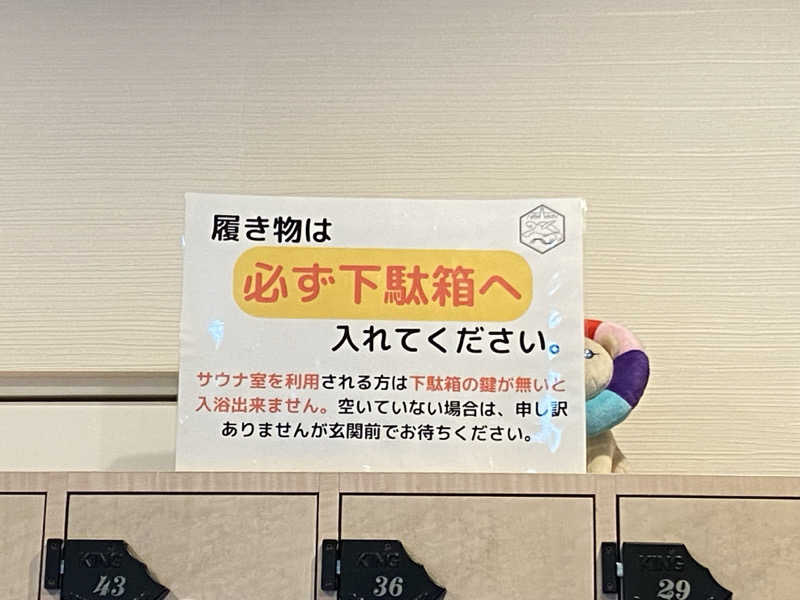 履き物は
必ず下駄箱へ
入れてください。
サウナ室を利用される方は下駄箱の鍵が無いと
入浴出来ません。空いていない場合は、申し訳
ありませんが玄関前でお待ちください。
KING
43
KING
36
KING
29